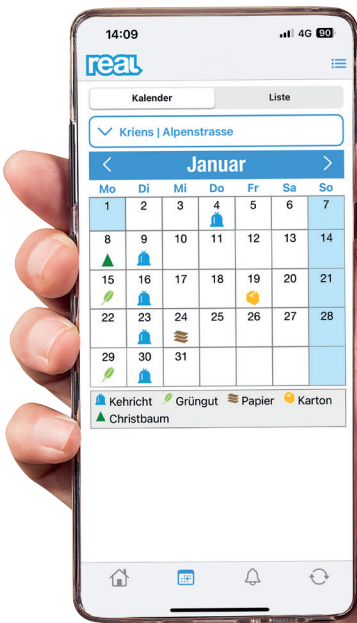 14:09 4G 90
real
Kalender Liste
Kriens | Alpenstrasse
Januar
Mo Di Mi Do Fr Sa So
1 2 3 4 5 6 7
8 9 10 11 12 13 14
15 16 17 18 19 20 21
22 23 24 25 26 27 28
29 30 31
Kehricht Grüngut Papier Karton
Christbaum